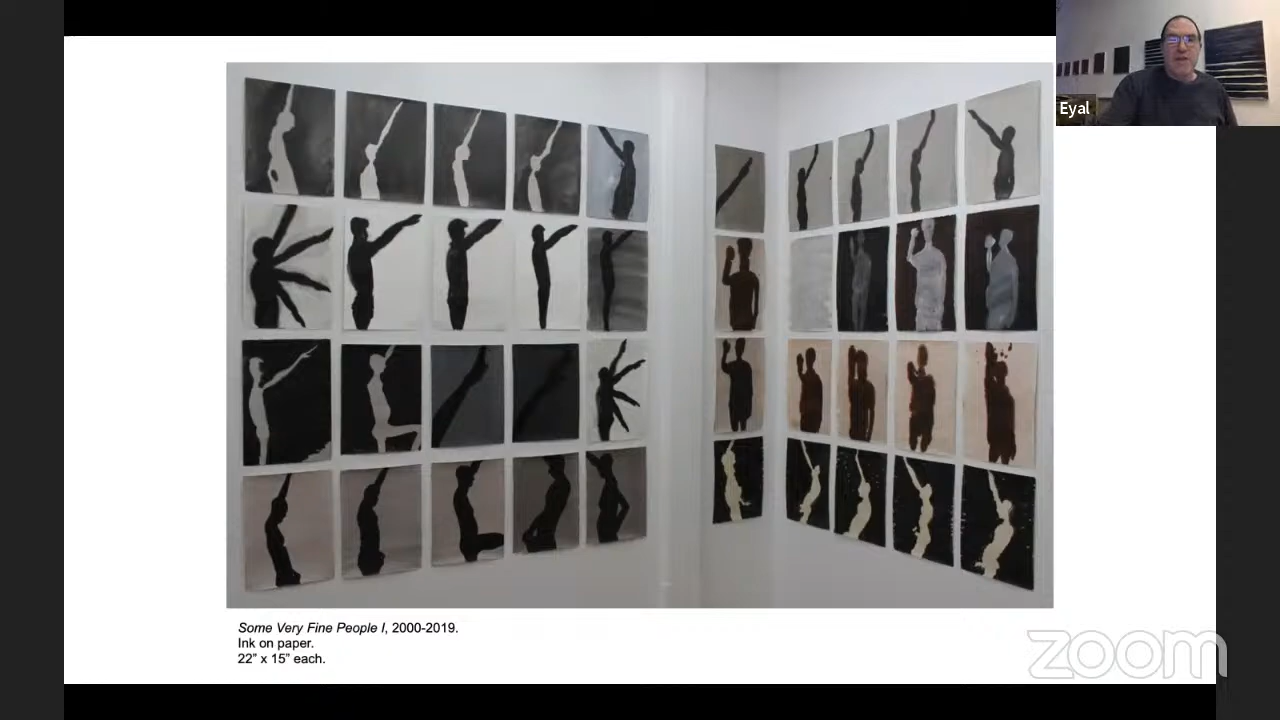 Eyal
Some Very Fine People I, 2000-2019.
Ink on paper.
22” x 15” each.
zoom